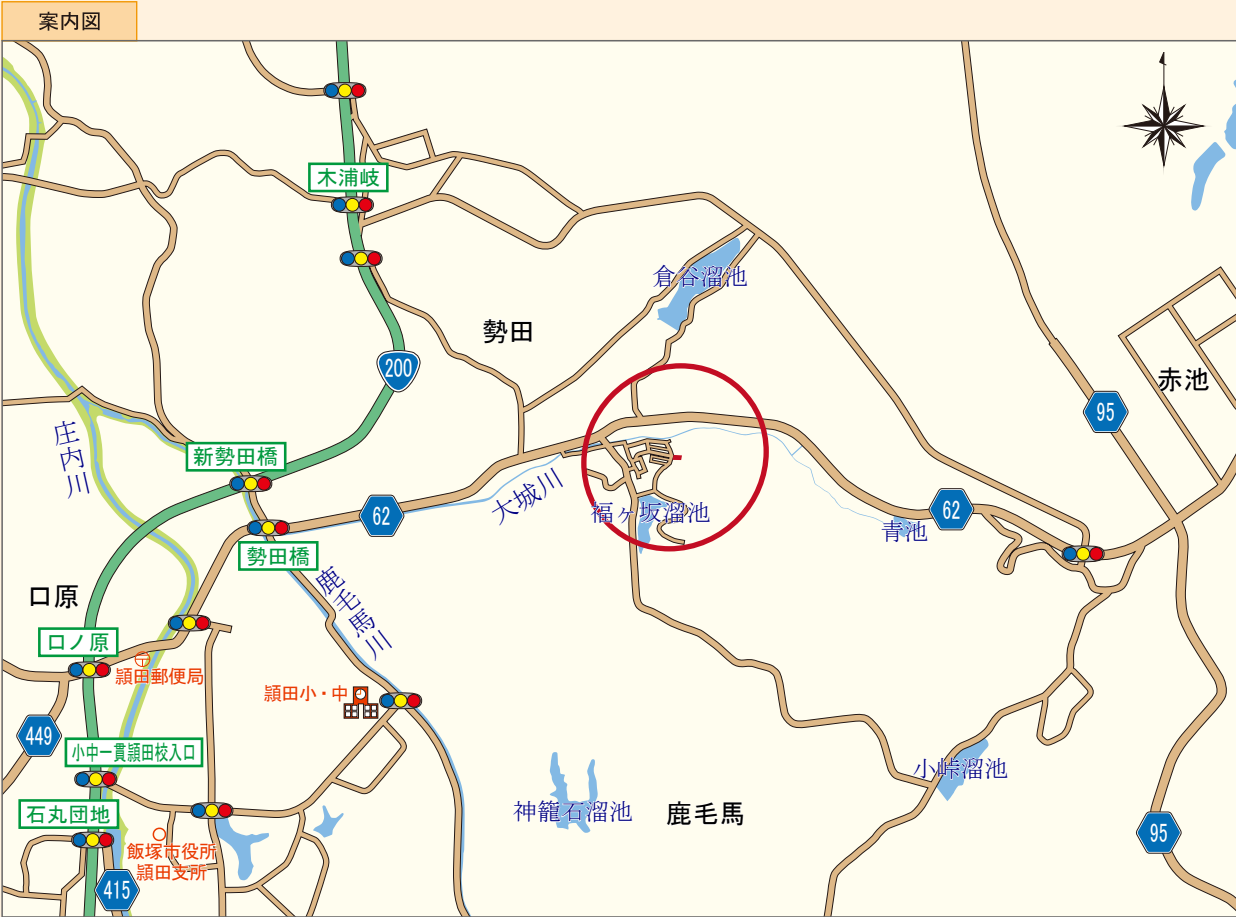 案内図
木浦岐
倉谷溜池
勢田
200
赤池
95
庄内川
新勢田橋
大城川
62
福ヶ坂溜池
62
青池
勢田橋
鹿毛馬川
口原
口ノ原
頴田郵便局
頴田小・中
449
小中一貫頴田校入口
小峠溜池
石丸団地
神籠石溜池
鹿毛馬
95
飯塚市役所
頴田支所
415